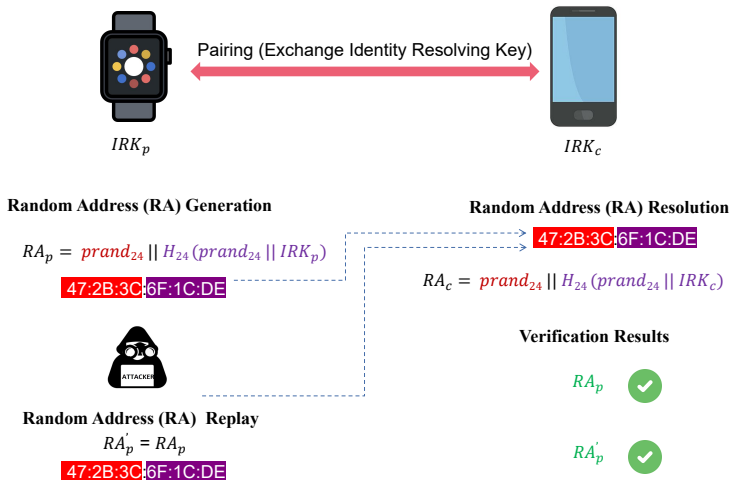 Pairing (Exchange Identity Resolving Key)
IRK_p
IRK_c
Random Address (RA) Generation
RA_p = prand_24 || H_24 (prand_24 || IRK_p)
47:2B:3C:6F:1C:DE
Random Address (RA) Resolution
47:2B:3C:6F:1C:DE
RA_c = prand_24 || H_24 (prand_24 || IRK_c)
ATTACKER
Random Address (RA) Replay
RA'_p = RA_p
47:2B:3C:6F:1C:DE
Verification Results
RA_p
RA'_p